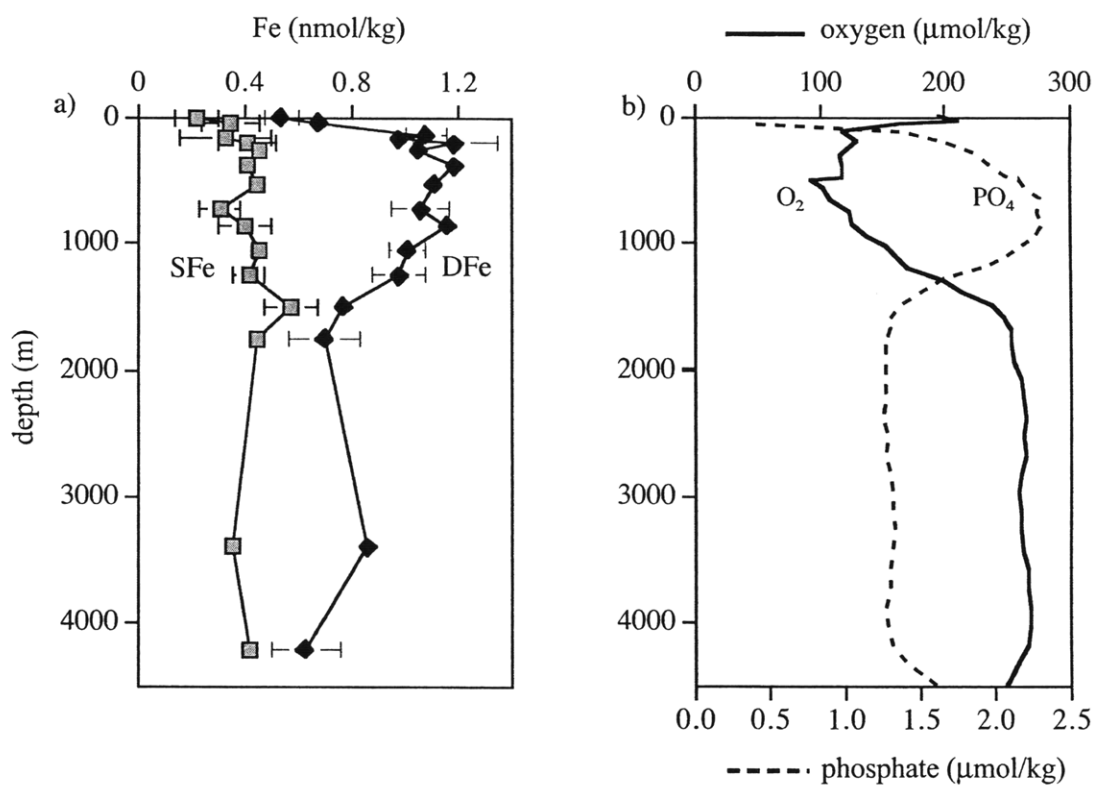 Fe (nmol/kg)
0 0.4 0.8 1.2
a)
0
1000
2000
3000
4000
depth (m)
SFe
DFe
oxygen (μmol/kg)
0 100 200 300
b)
0
1000
2000
3000
4000
O₂
PO₄
0.0 0.5 1.0 1.5 2.0 2.5
phosphate (μmol/kg)